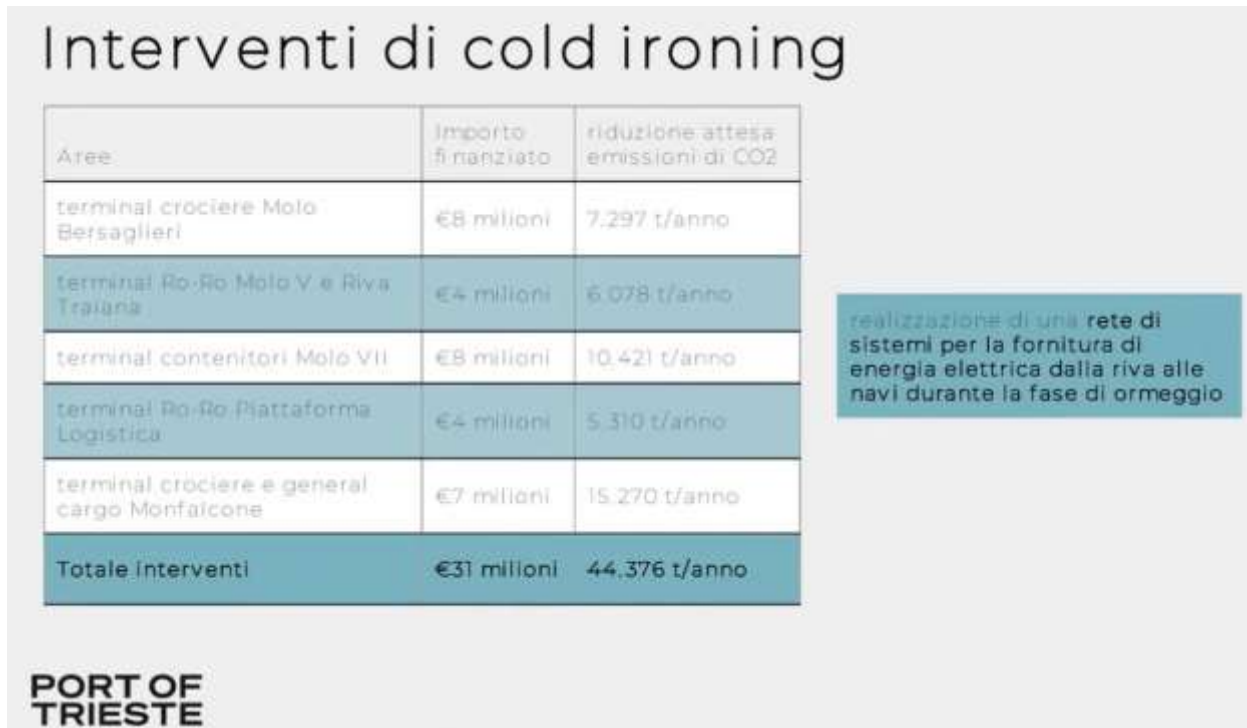 Interventi di cold ironing
Aree
Importo
finanziato
riduzione attesa
emissioni di CO2
terminal crociere Molo
Bersaglieri
€8 milioni
7.297 t/anno
terminal Ro-Ro Molo V e Riva
Traiana
€4 milioni
6.078 t/anno
terminal contenitori Molo VII
€8 milioni
10.421 t/anno
terminal Ro-Ro Piattaforma
Logistica
€4 milioni
5.310 t/anno
terminal crociere e general
cargo Monfalcone
€7 milioni
15.270 t/anno
Totale interventi
€31 milioni
44.376 t/anno
realizzazione di una rete di
sistemi per la fornitura di
energia elettrica dalla riva alle
navi durante la fase di ormeggio
PORT OF
TRIESTE